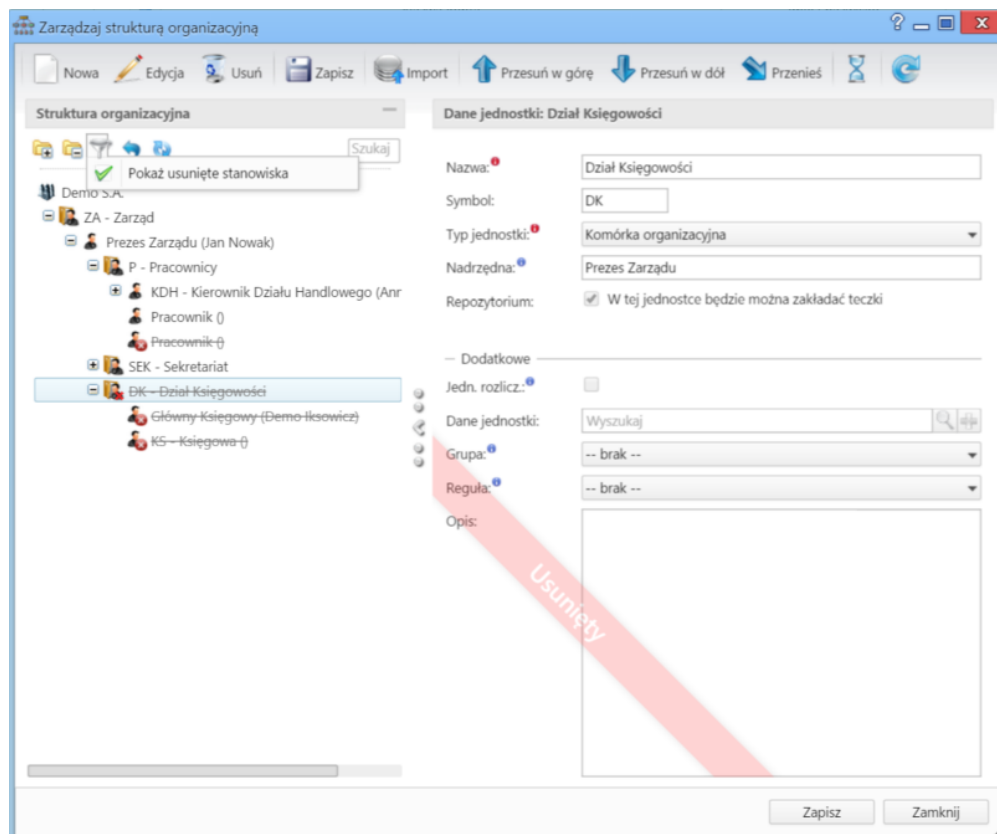 Zarządzaj strukturą organizacyjną
Nowa Edycja Usuń Zapisz Import Przesuń w górę Przesuń w dół Przenieś
Struktura organizacyjna
Szukaj
Pokaż usunięte stanowiska
Demo S.A.
ZA - Zarząd
Prezes Zarządu (Jan Nowak)
P - Pracownicy
KDH - Kierownik Działu Handlowego (Anr
Pracownik ()
Pracownik ()
SEK - Sekretariat
DK - Dział Księgowości
Główny Księgowy (Demo Iksowicz)
KS - Księgowa ()
Dane jednostki: Dział Księgowości
Nazwa: Dział Księgowości
Symbol: DK
Typ jednostki: Komórka organizacyjna
Nadrzędna: Prezes Zarządu
Repozytorium: W tej jednostce będzie można zakładać teczki
Dodatkowe
Jedn. rozlicz.:
Dane jednostki: Wyszukaj
Grupa: -- brak --
Reguła: -- brak --
Opis:
Usunięty
Zapisz Zamknij